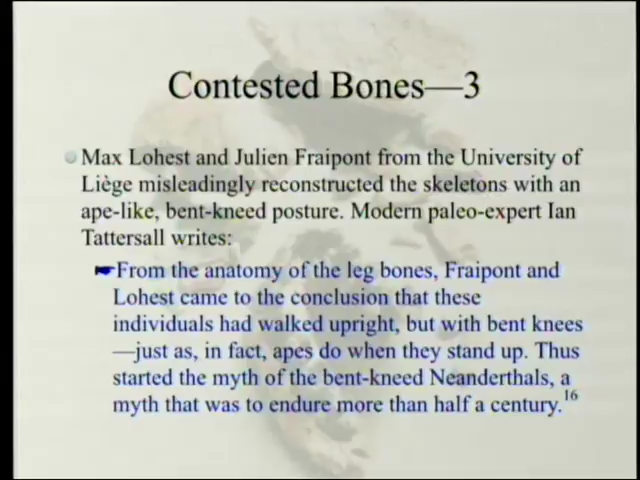 Contested Bones—3
Max Lohest and Julien Fraipont from the University of
Liège misleadingly reconstructed the skeletons with an
ape-like, bent-kneed posture. Modern paleo-expert Ian
Tattersall writes:
From the anatomy of the leg bones, Fraipont and
Lohest came to the conclusion that these
individuals had walked upright, but with bent knees
—just as, in fact, apes do when they stand up. Thus
started the myth of the bent-kneed Neanderthals, a
myth that was to endure more than half a century.16